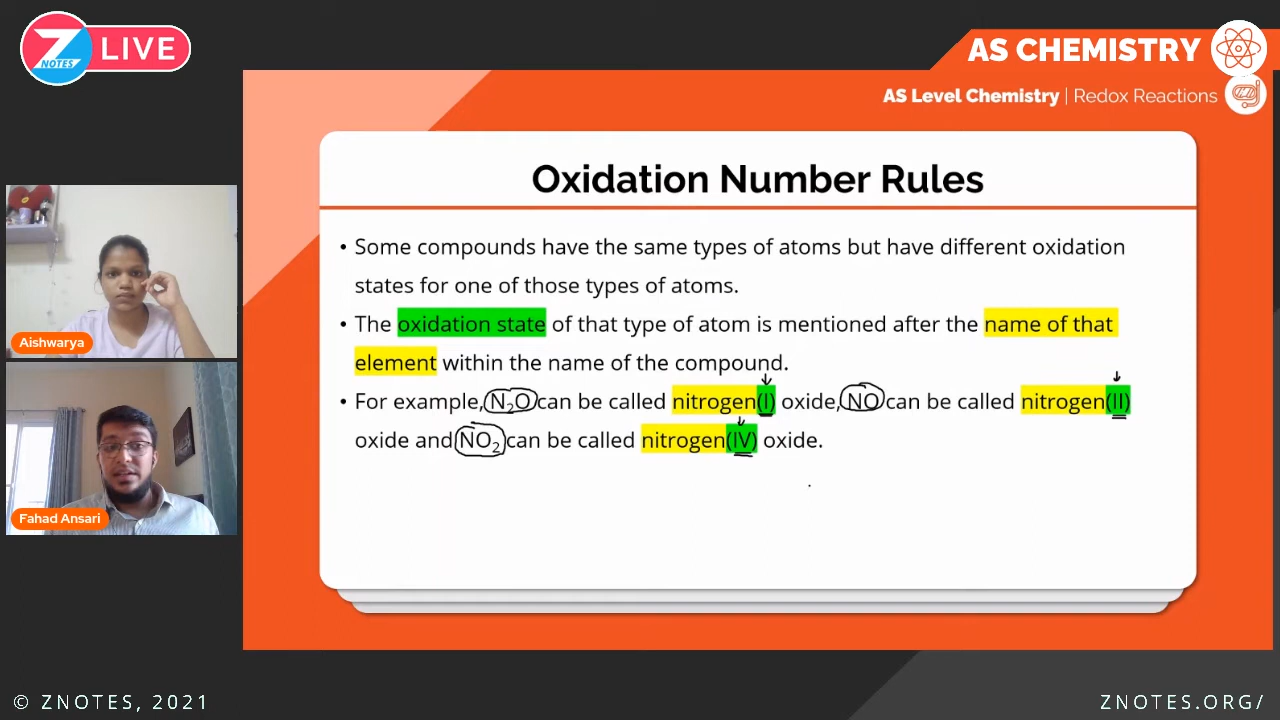 Z NOTES LIVE
AS CHEMISTRY
AS Level Chemistry | Redox Reactions
Oxidation Number Rules
• Some compounds have the same types of atoms but have different oxidation
states for one of those types of atoms.
• The oxidation state of that type of atom is mentioned after the name of that
element within the name of the compound.
• For example, N₂O can be called nitrogen(I) oxide, NO can be called nitrogen(II)
oxide and NO₂ can be called nitrogen(IV) oxide.
Aishwarya
Fahad Ansari
© ZNOTES, 2021
ZNOTES.ORG/